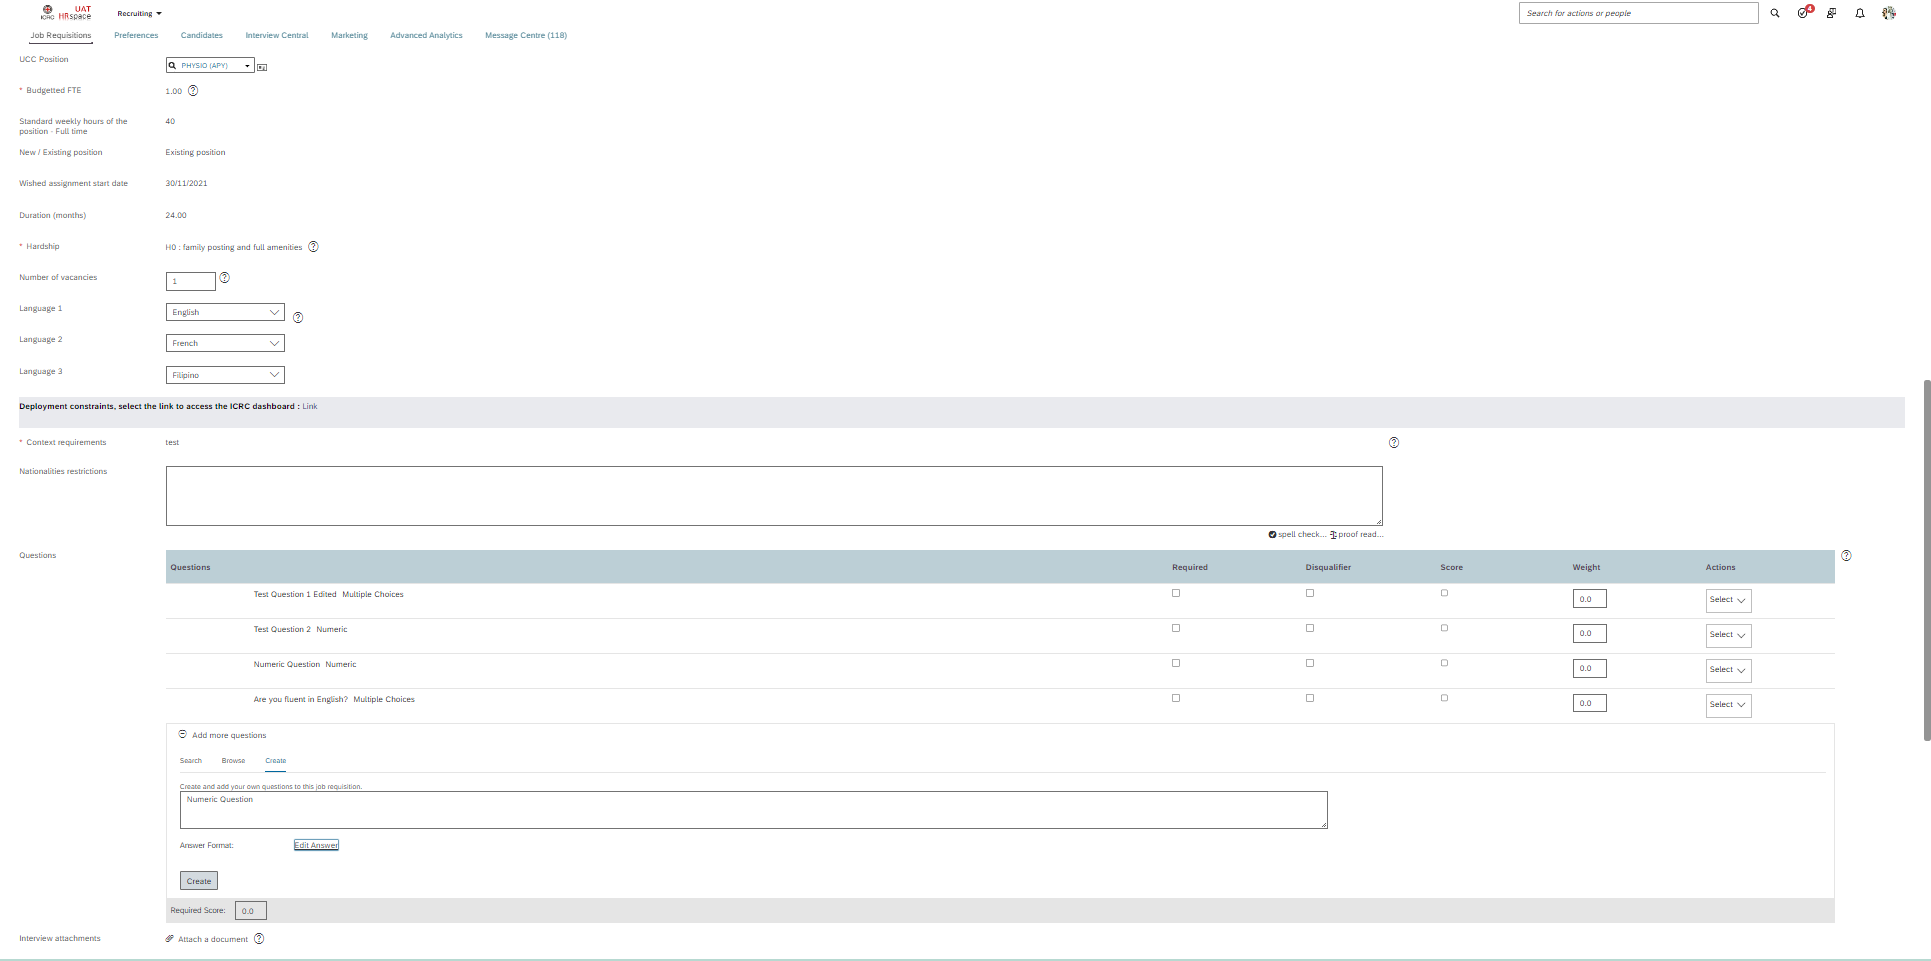 ICRC
UAT
HRspace
Recruiting
Search for actions or people
4
Job Requisitions
Preferences
Candidates
Interview Central
Marketing
Advanced Analytics
Message Centre (118)
UCC Position
PHYSIO (APY)
* Budgetted FTE
1.00
Standard weekly hours of the
position - Full time
40
New / Existing position
Existing position
Wished assignment start date
30/11/2021
Duration (months)
24.00
* Hardship
H0 : family posting and full amenities
Number of vacancies
1
Language 1
English
Language 2
French
Language 3
Filipino
Deployment constraints, select the link to access the ICRC dashboard : Link
* Context requirements
test
Nationalities restrictions
spell check... proof read...
Questions
Questions Required Disqualifier Score Weight Actions
Test Question 1 Edited Multiple Choices 0.0 Select
Test Question 2 Numeric 0.0 Select
Numeric Question Numeric 0.0 Select
Are you fluent in English? Multiple Choices 0.0 Select
Add more questions
Search Browse Create
Create and add your own questions to this job requisition.
Numeric Question
Answer Format: Edit Answer
Create
Required Score: 0.0
Interview attachments
Attach a document